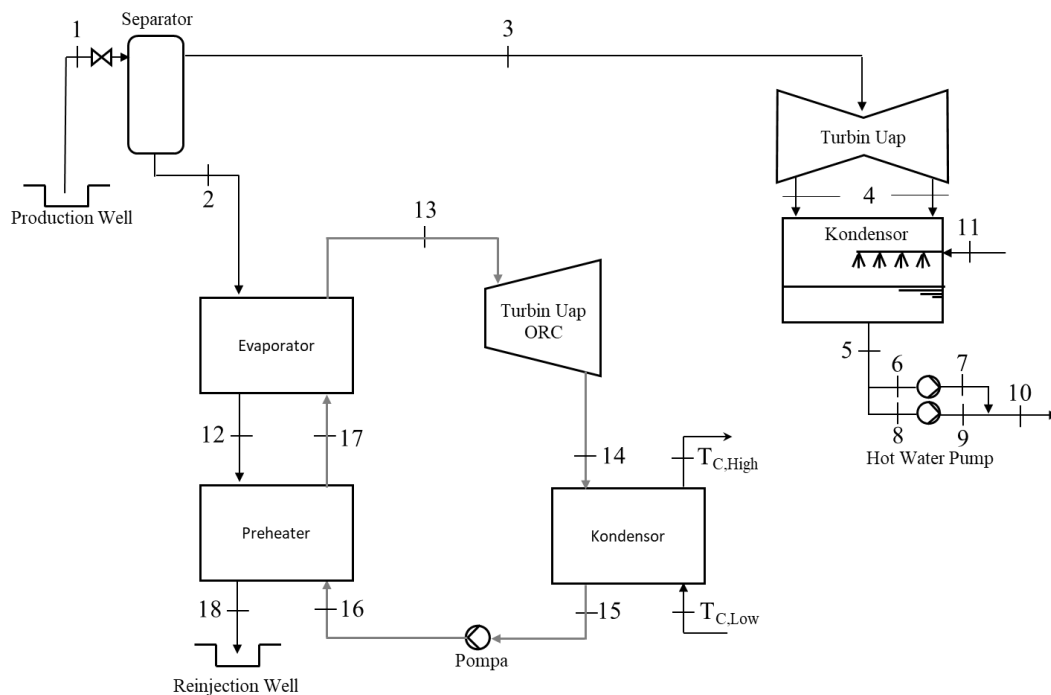 Separator
1
3
Turbin Uap
2
4
Production Well
13
11
Kondensor
Turbin Uap
ORC
Evaporator
5
6
7
10
12
17
8
9
14
T_C,High
Hot Water Pump
Preheater
Kondensor
18
16
15
T_C,Low
Pompa
Reinjection Well